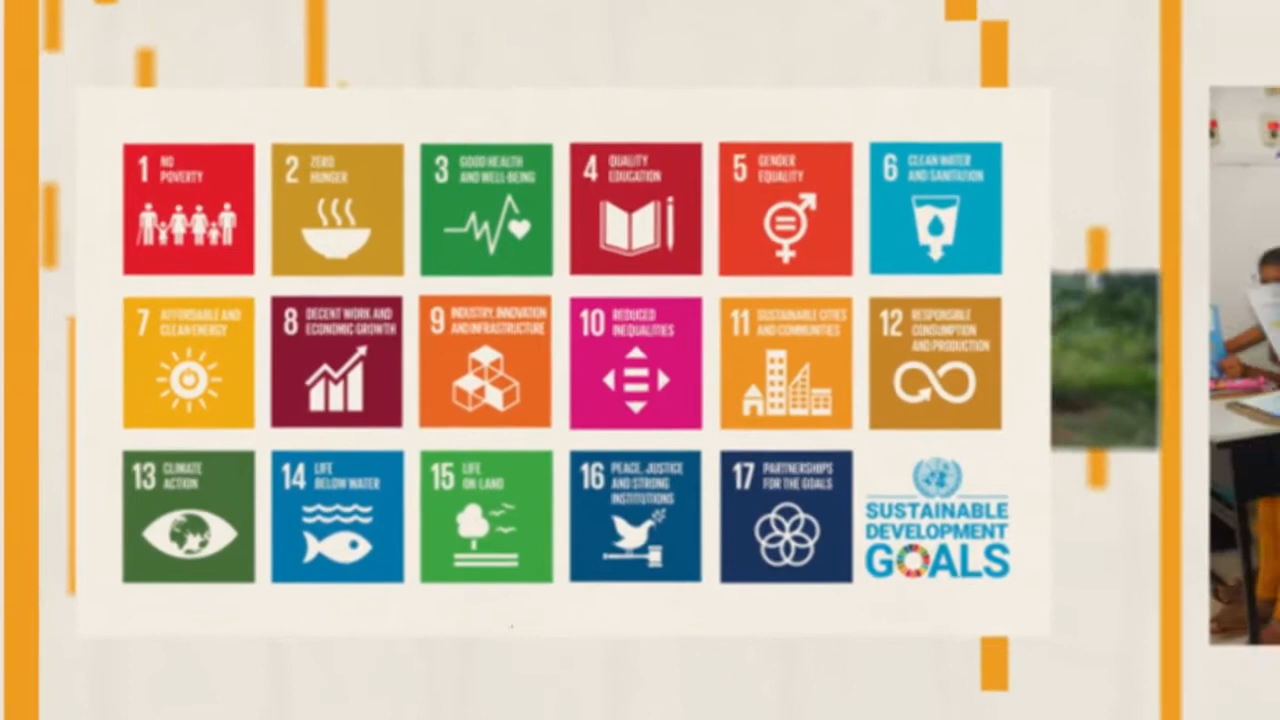 1 NO
POVERTY
2 ZERO
HUNGER
3 GOOD HEALTH
AND WELL-BEING
4 QUALITY
EDUCATION
5 GENDER
EQUALITY
6 CLEAN WATER
AND SANITATION
7 AFFORDABLE AND
CLEAN ENERGY
8 DECENT WORK AND
ECONOMIC GROWTH
9 INDUSTRY, INNOVATION
AND INFRASTRUCTURE
10 REDUCED
INEQUALITIES
11 SUSTAINABLE CITIES
AND COMMUNITIES
12 RESPONSIBLE
CONSUMPTION
AND PRODUCTION
13 CLIMATE
ACTION
14 LIFE
BELOW WATER
15 LIFE
ON LAND
16 PEACE, JUSTICE
AND STRONG
INSTITUTIONS
17 PARTNERSHIPS
FOR THE GOALS
SUSTAINABLE
DEVELOPMENT
GOALS